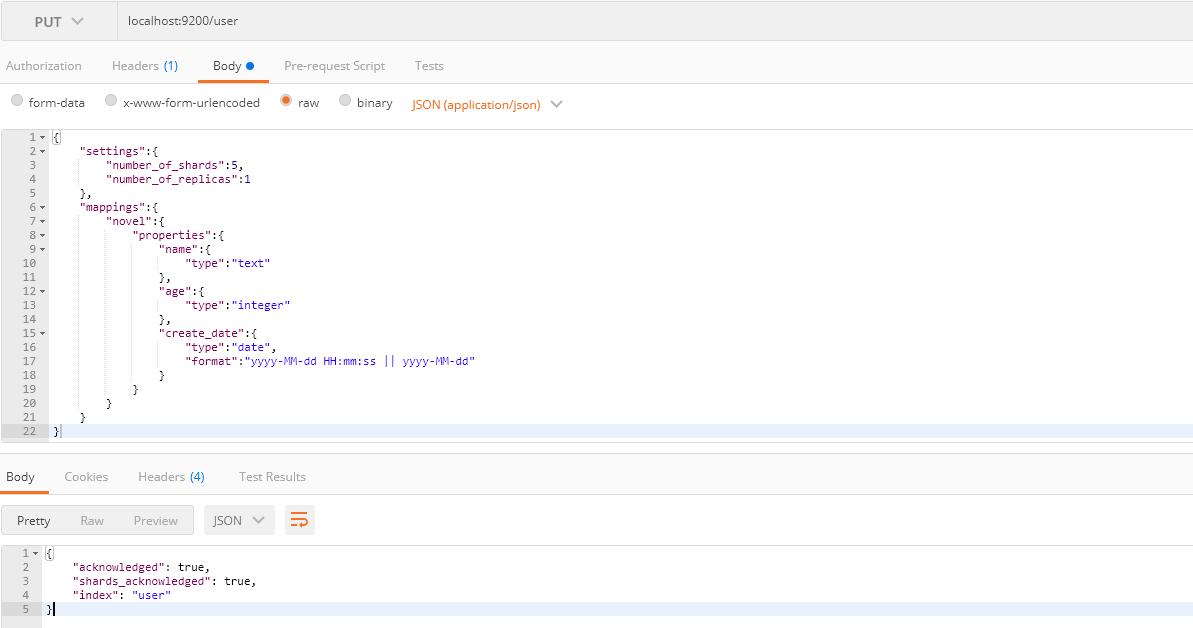 PUT localhost:9200/user
Authorization Headers (1) Body Pre-request Script Tests
form-data x-www-form-urlencoded raw binary JSON (application/json)
1 {
2 "settings":{
3 "number_of_shards":5,
4 "number_of_replicas":1
5 },
6 "mappings":{
7 "novel":{
8 "properties":{
9 "name":{
10 "type":"text"
11 },
12 "age":{
13 "type":"integer"
14 },
15 "create_date":{
16 "type":"date",
17 "format":"yyyy-MM-dd HH:mm:ss || yyyy-MM-dd"
18 }
19 }
20 }
21 }
22 }
Body Cookies Headers (4) Test Results
Pretty Raw Preview JSON
1 {
2 "acknowledged": true,
3 "shards_acknowledged": true,
4 "index": "user"
5 }